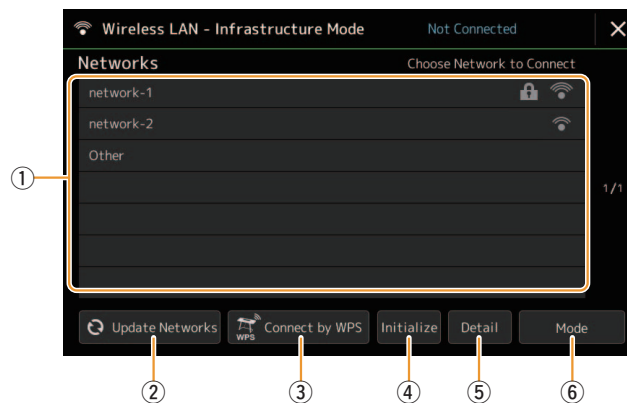 Wireless LAN - Infrastructure Mode Not Connected
Networks Choose Network to Connect
network-1
network-2
Other
①
1/1
Update Networks WPS Connect by WPS Initialize Detail Mode
② ③ ④ ⑤ ⑥